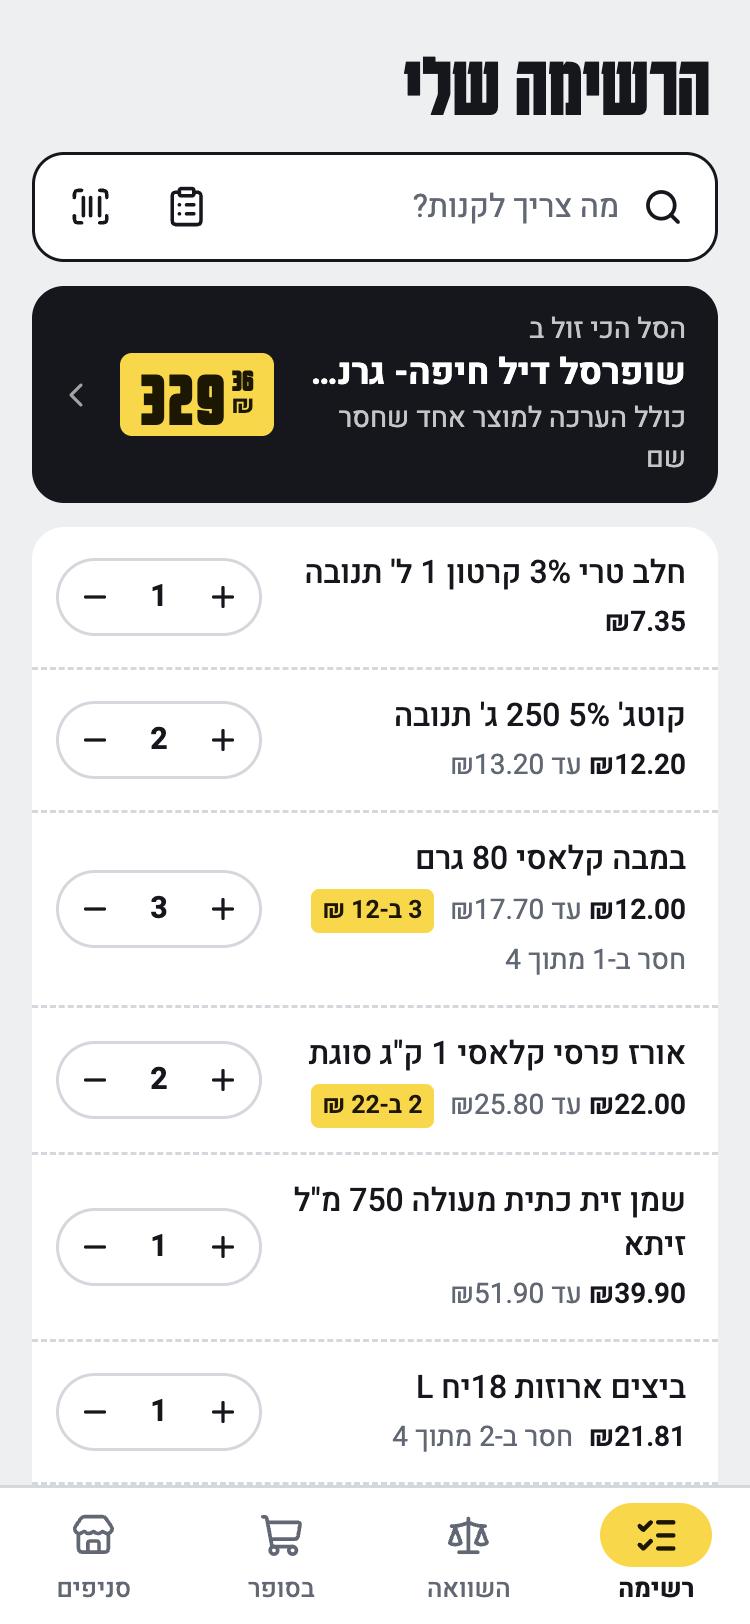 הרשימה שלי
מה צריך לקנות?
הסל הכי זול ב
שופרסל דיל חיפה- גרנ...
329 36 ₪
כולל הערכה למוצר אחד שחסר
שם
חלב טרי 3% קרטון 1 ל' תנובה
₪7.35
1
קוטג' 5% 250 ג' תנובה
₪12.20 עד ₪13.20
2
במבה קלאסי 80 גרם
₪12.00 עד ₪17.70 3 ב-12 ₪
חסר ב-1 מתוך 4
3
אורז פרסי קלאסי 1 ק"ג סוגת
₪22.00 עד ₪25.80 2 ב-22 ₪
2
שמן זית כתית מעולה 750 מ"ל
זיתא
₪39.90 עד ₪51.90
1
ביצים ארוזות 18יח L
₪21.81 חסר ב-2 מתוך 4
1
רשימה
השוואה
בסופר
סניפים